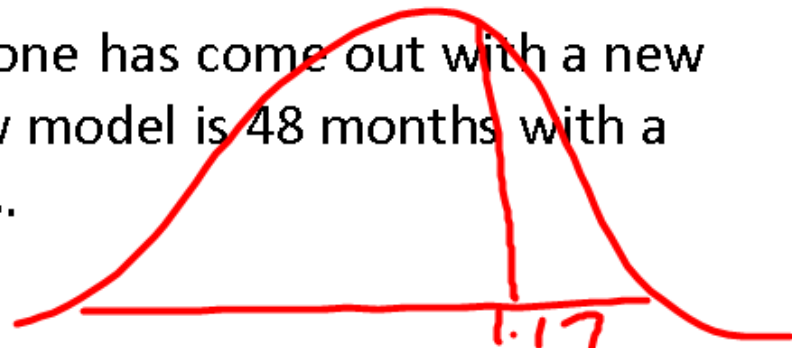 one has come out with a new
model is 48 months with a
.
1.17